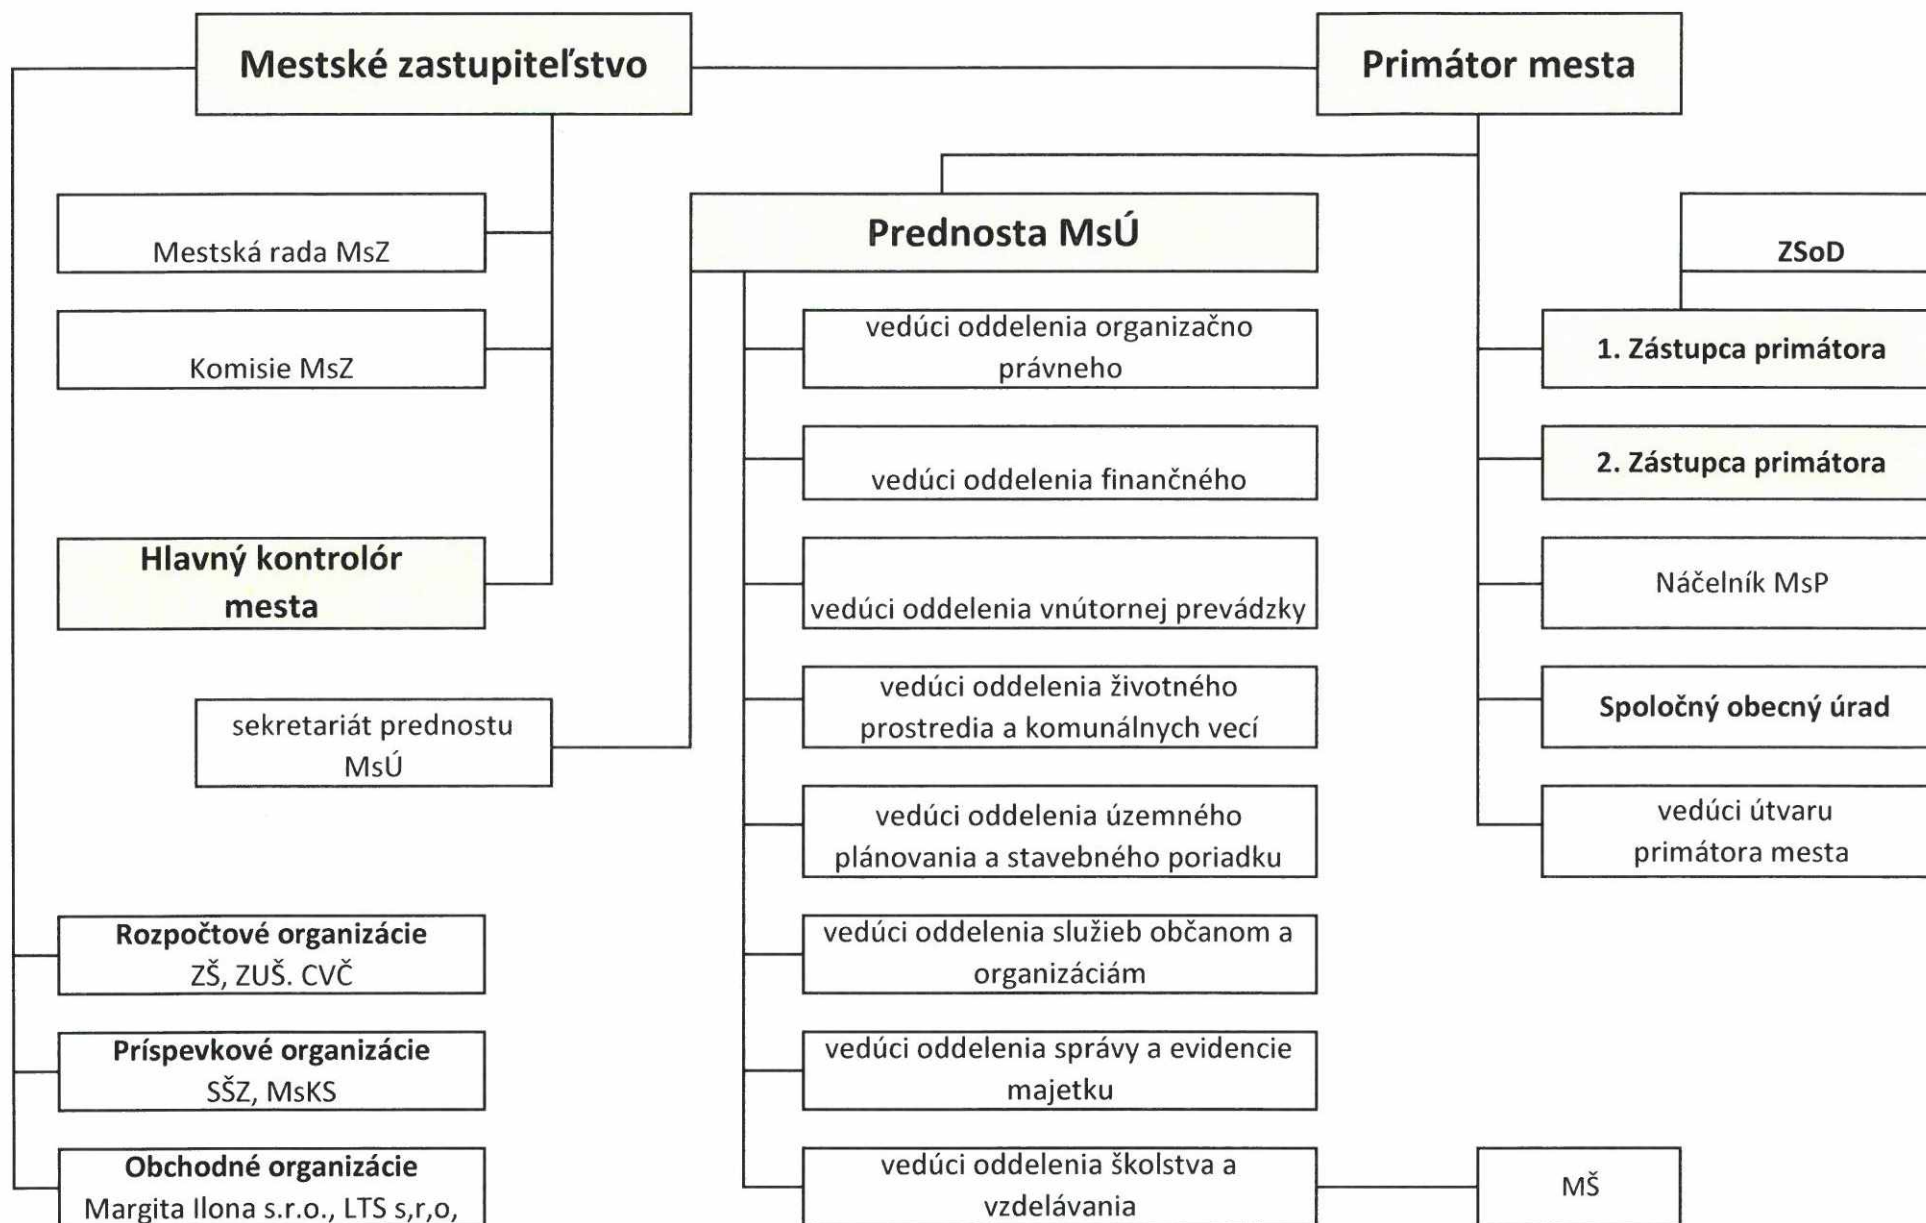 Mestské zastupiteľstvo
Primátor mesta
Mestská rada MsZ
Prednosta MsÚ
ZSoD
Komisie MsZ
vedúci oddelenia organizačno
právneho
1. Zástupca primátora
vedúci oddelenia finančného
2. Zástupca primátora
Hlavný kontrolór
mesta
vedúci oddelenia vnútornej prevádzky
Náčelník MsP
sekretariát prednostu
MsÚ
vedúci oddelenia životného
prostredia a komunálnych vecí
Spoločný obecný úrad
vedúci oddelenia územného
plánovania a stavebného poriadku
vedúci útvaru
primátora mesta
Rozpočtové organizácie
ZŠ, ZUŠ. CVČ
vedúci oddelenia služieb občanom a
organizáciám
Príspevkové organizácie
SŠZ, MsKS
vedúci oddelenia správy a evidencie
majetku
Obchodné organizácie
Margita Ilona s.r.o., LTS s,r,o,
vedúci oddelenia školstva a
vzdelávania
MŠ